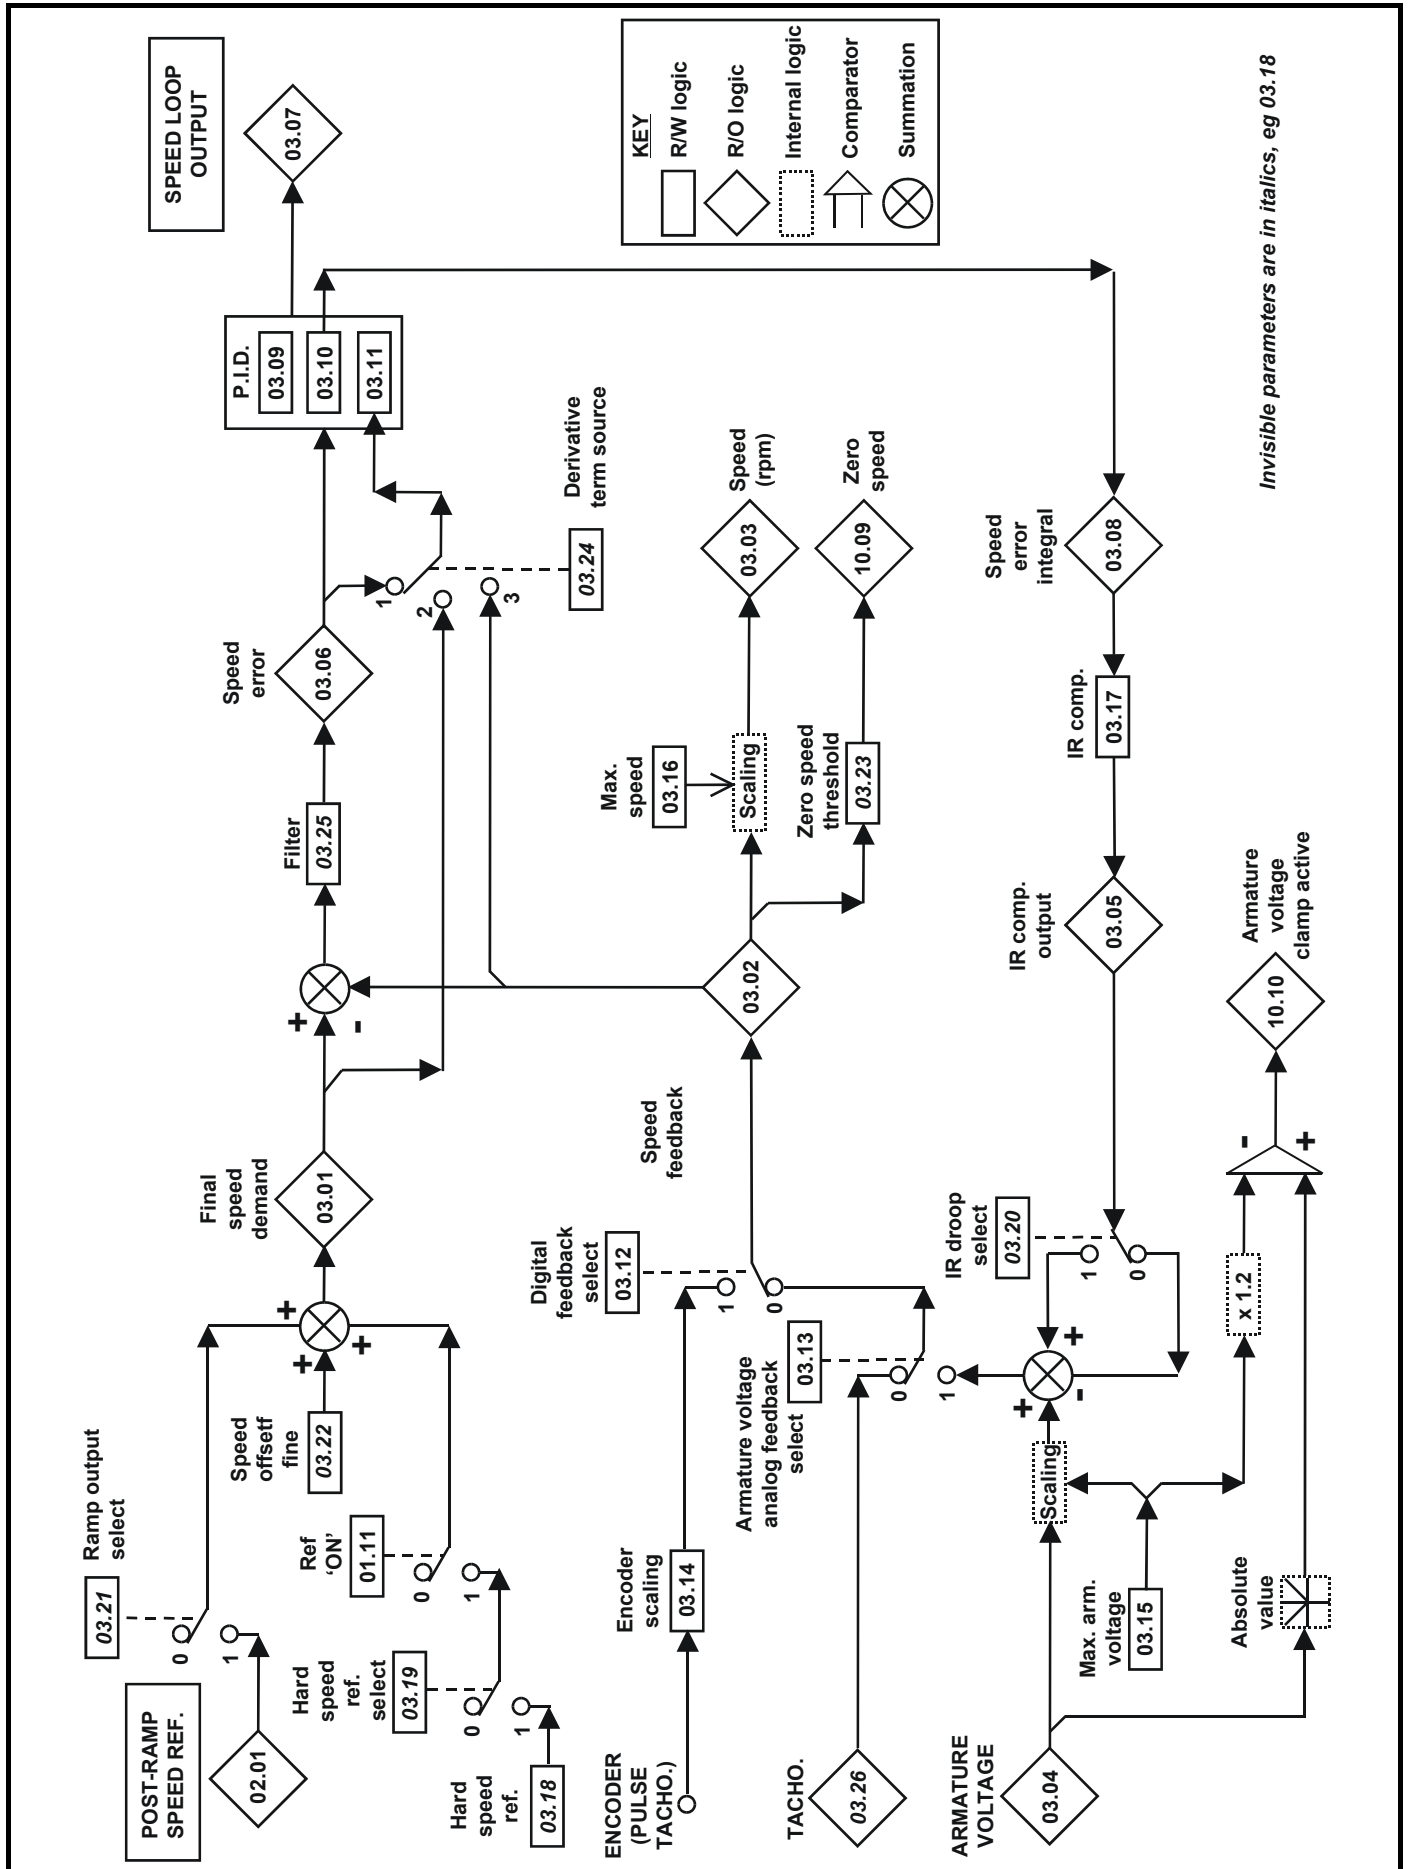 POST-RAMP
SPEED REF.
02.01
Ramp output
select
03.21
0
1
Hard
speed
ref.
03.18
Hard
speed
ref.
select
03.19
0
1
Ref
‘ON’
01.11
0
1
Speed
offsetf
fine
03.22
+
+
+
Final
speed
demand
03.01
+
-
Filter
03.25
Speed
error
03.06
1
2
3
Derivative
term source
03.24
P.I.D.
03.09
03.10
03.11
SPEED LOOP
OUTPUT
03.07
ENCODER
(PULSE
TACHO.)
Encoder
scaling
03.14
Digital
feedback
select
03.12
1
0
TACHO.
03.26
Armature voltage
analog feedback
select
03.13
0
1
Speed
feedback
03.02
Max.
speed
03.16
Scaling
Speed
(rpm)
03.03
Zero speed
threshold
03.23
Zero
speed
10.09
ARMATURE
VOLTAGE
03.04
Scaling
+
+
-
Max. arm.
voltage
03.15
Absolute
value
x 1.2
-
+
Armature
voltage
clamp active
10.10
IR droop
select
03.20
1
0
IR comp.
output
03.05
IR comp.
03.17
Speed
error
integral
03.08
KEY
R/W logic
R/O logic
Internal logic
Comparator
Summation
Invisible parameters are in italics, eg 03.18